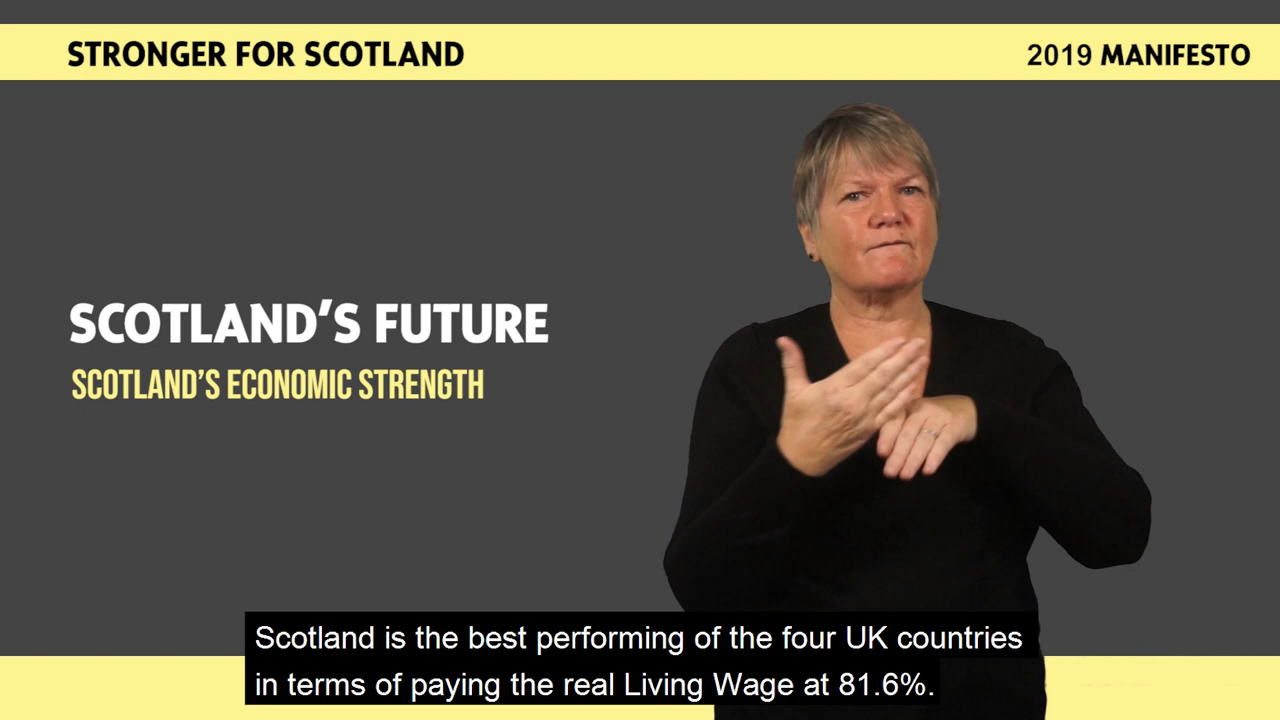 STRONGER FOR SCOTLAND
2019 MANIFESTO
SCOTLAND'S FUTURE
SCOTLAND'S ECONOMIC STRENGTH
Scotland is the best performing of the four UK countries
in terms of paying the real Living Wage at 81.6%.